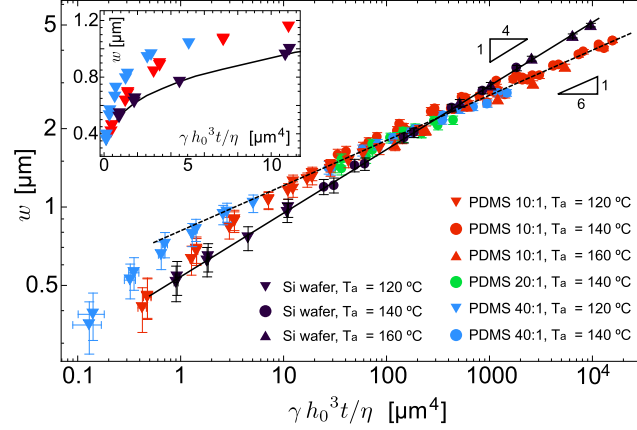 5
2
1
0.5
w [μm]
0.1
1
10
100
1000
10⁴
γ h₀³t/η [μm⁴]
1.2
0.8
0.4
w [μm]
0
5
10
γ h₀³t/η [μm⁴]
4
1
1
6
PDMS 10:1, Ta = 120 ºC
PDMS 10:1, Ta = 140 ºC
PDMS 10:1, Ta = 160 ºC
PDMS 20:1, Ta = 140 ºC
PDMS 40:1, Ta = 120 ºC
PDMS 40:1, Ta = 140 ºC
Si wafer, Ta = 120 ºC
Si wafer, Ta = 140 ºC
Si wafer, Ta = 160 ºC